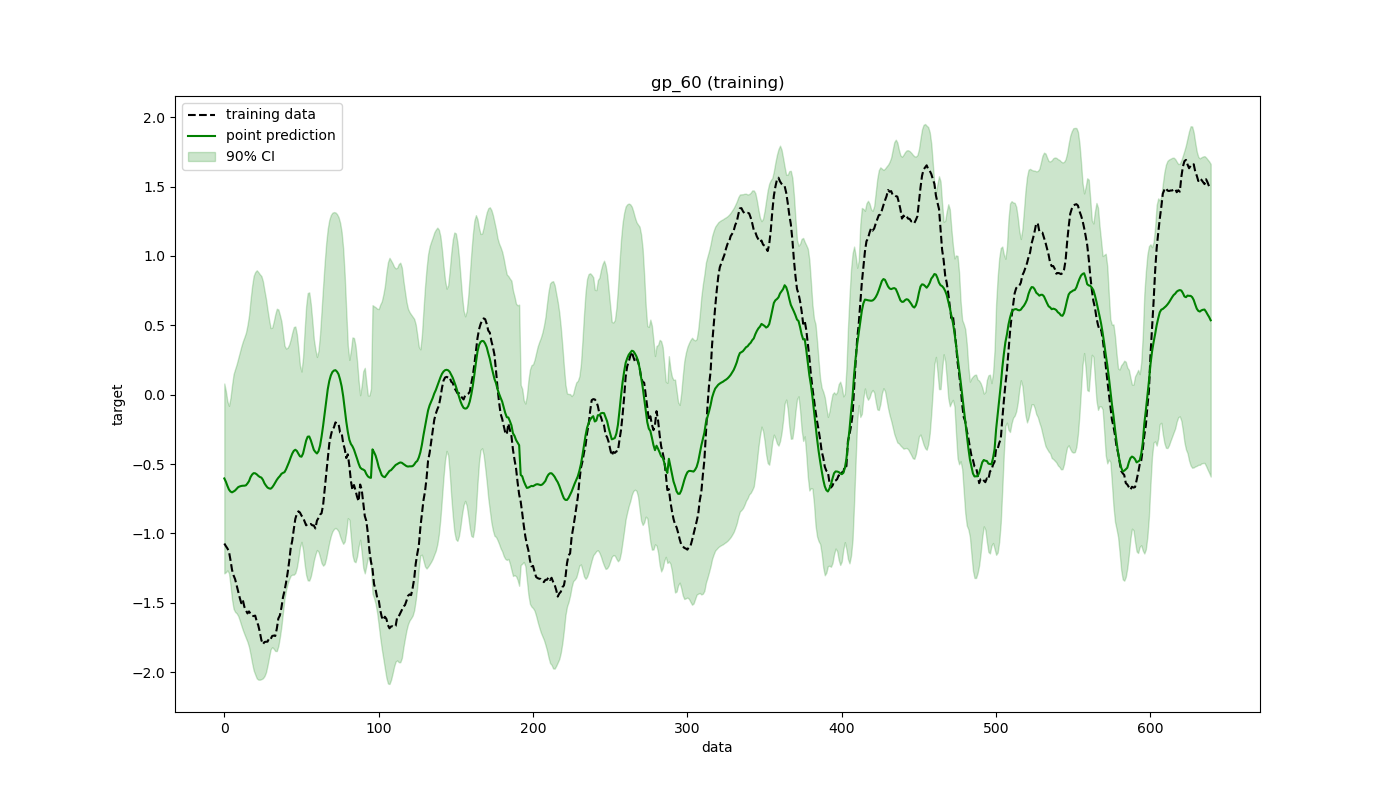 gp_60 (training)
training data
point prediction
90% CI
target
2.0
1.5
1.0
0.5
0.0
−0.5
−1.0
−1.5
−2.0
0 100 200 300 400 500 600
data